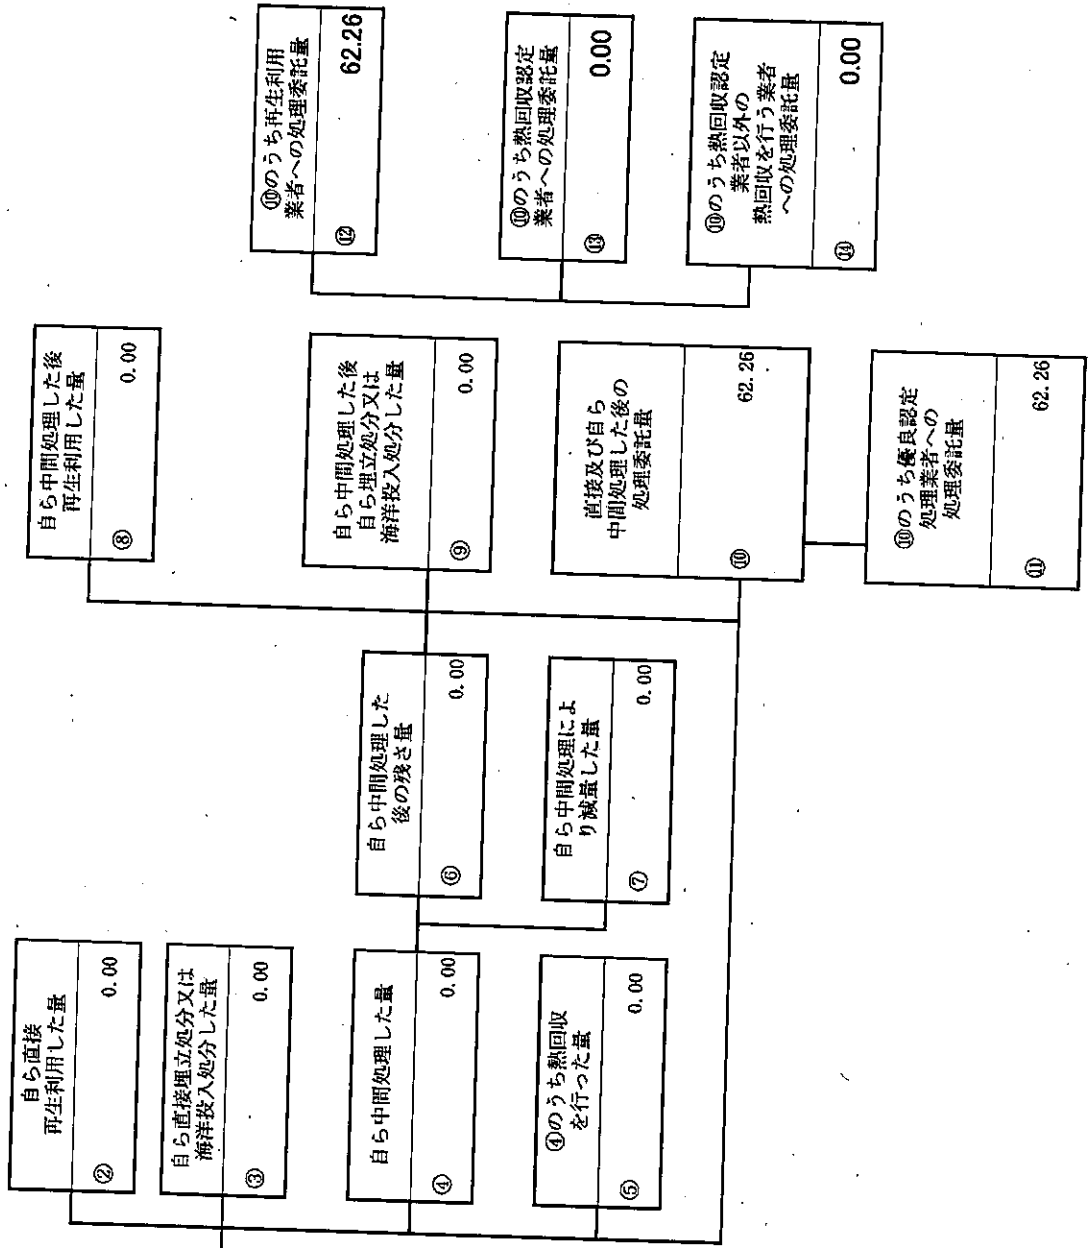 自ら直接
再生利用した量
② 0.00
自ら直接埋立処分又は
海洋投入処分した量
③ 0.00
自ら中間処理した量
④ 0.00
④のうち熱回収
を行った量
⑤ 0.00
自ら中間処理した
後の残さ量
⑥ 0.00
自ら中間処理によ
り減量した量
⑦ 0.00
自ら中間処理した後
再生利用した量
⑧ 0.00
自ら中間処理した後
自ら埋立処分又は
海洋投入処分した量
⑨ 0.00
直接及び自ら
中間処理した後の
処理委託量
⑩ 62.26
⑩のうち優良認定
処理業者への
処理委託量
⑪ 62.26
⑩のうち再生利用
業者への処理委託量
⑫ 62.26
⑩のうち熱回収認定
業者への処理委託量
⑬ 0.00
⑩のうち熱回収認定
業者以外の
熱回収を行う業者
への処理委託量
⑭ 0.00